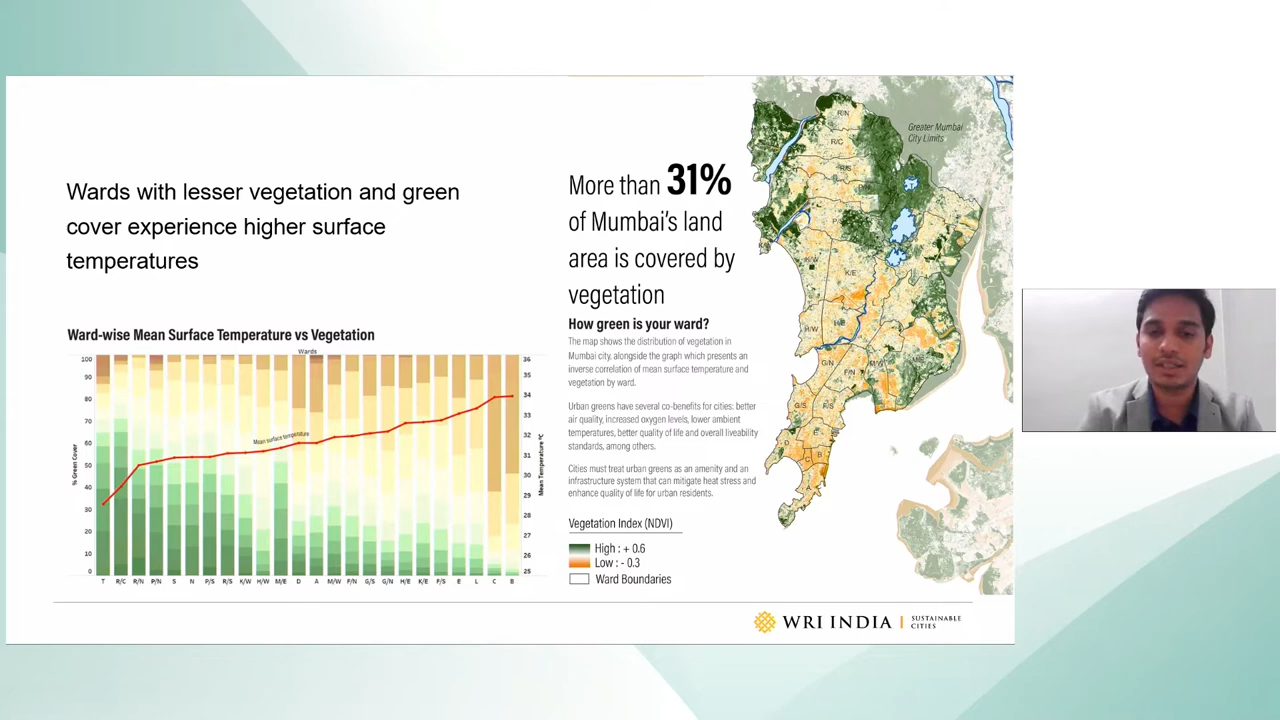 Wards with lesser vegetation and green
cover experience higher surface
temperatures
Ward-wise Mean Surface Temperature vs Vegetation
Wards
100
90
80
70
60
50
40
30
20
10
0
% Green Cover
Mean surface temperature
36
35
34
32
31
30
29
28
27
26
25
Mean Temperature °C
T R/C R/N P/N S N P/S R/S K/W H/W M/E D A M/W F/N G/S G/N H/E K/E F/S E L C B
More than 31%
of Mumbai's land
area is covered by
vegetation
How green is your ward?
The map shows the distribution of vegetation in
Mumbai city, alongside the graph which presents an
inverse correlation of mean surface temperature and
vegetation by ward.
Urban greens have several co-benefits for cities: better
air quality, increased oxygen levels, lower ambient
temperatures, better quality of life and overall liveability
standards, among others.
Cities must treat urban greens as an amenity and an
infrastructure system that can mitigate heat stress and
enhance quality of life for urban residents.
Vegetation Index (NDVI)
High : + 0.6
Low : - 0.3
Ward Boundaries
Greater Mumbai
City Limits
R/N
R/C
R/S
K/W
K/E
H/W
H/E
G/N
F/N
M/W
G/S
F/S
E
D
C
B
WRI INDIA
SUSTAINABLE
CITIES